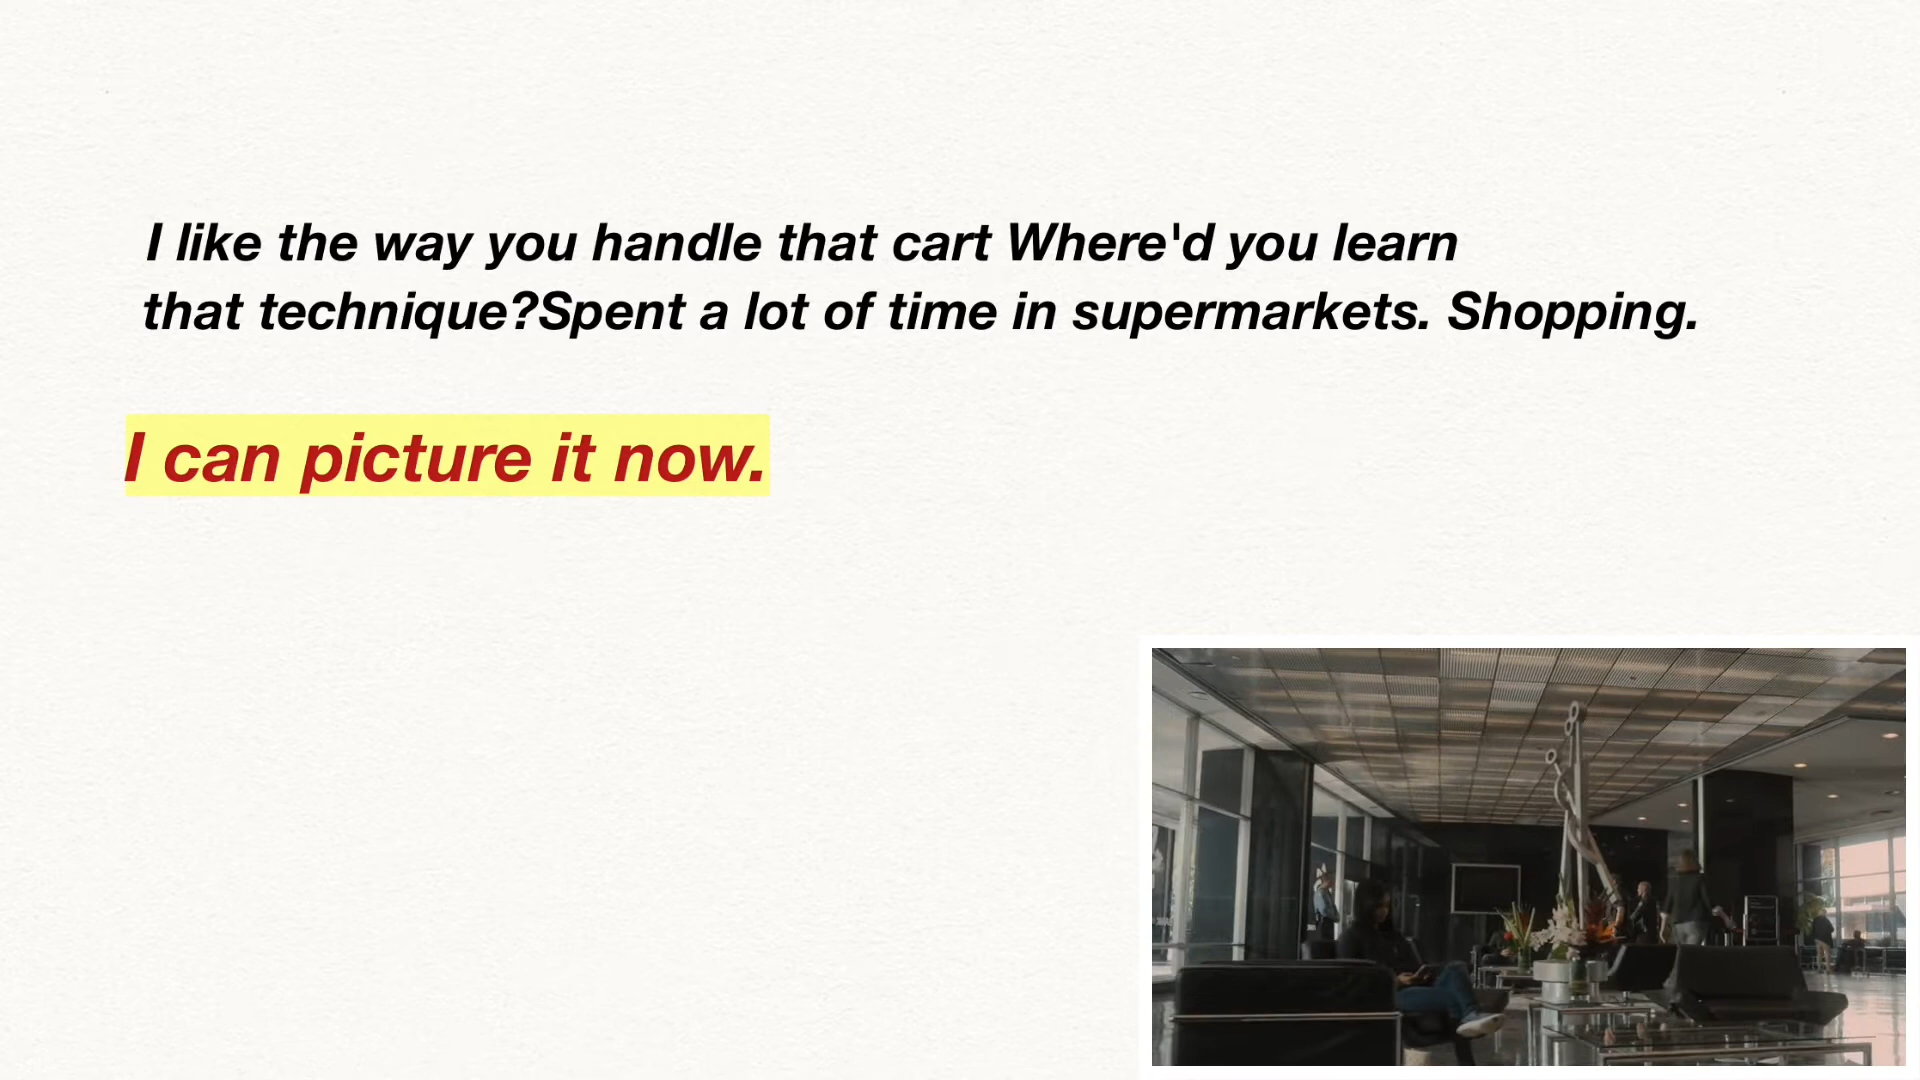 I like the way you handle that cart Where'd you learn
that technique?Spent a lot of time in supermarkets. Shopping.
I can picture it now.